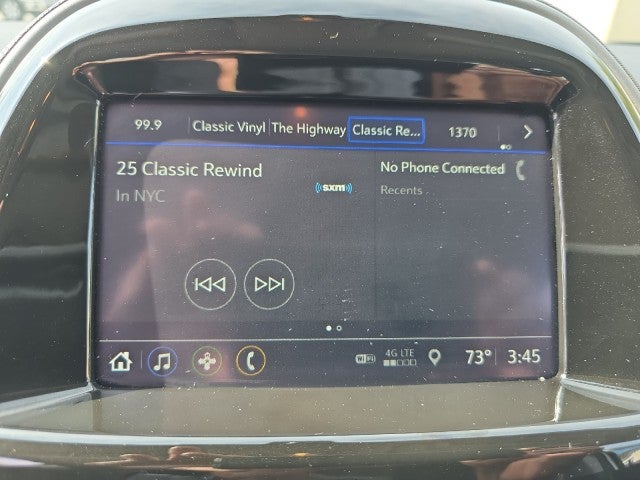 99.9 Classic Vinyl The Highway Classic Re... 1370
25 Classic Rewind
In NYC
sxm
No Phone Connected
Recents
WiFi 4G LTE 73° 3:45